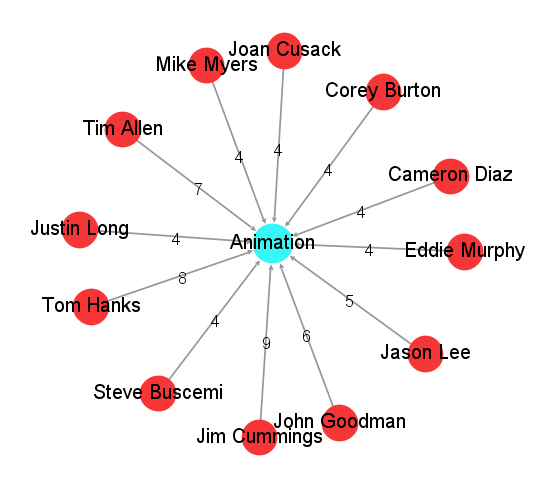 Joan Cusack
Mike Myers
Corey Burton
Tim Allen
4
4
4
Cameron Diaz
7
4
Justin Long
4
Animation
4
Eddie Murphy
Tom Hanks
8
5
4
9
6
Jason Lee
Steve Buscemi
John Goodman
Jim Cummings